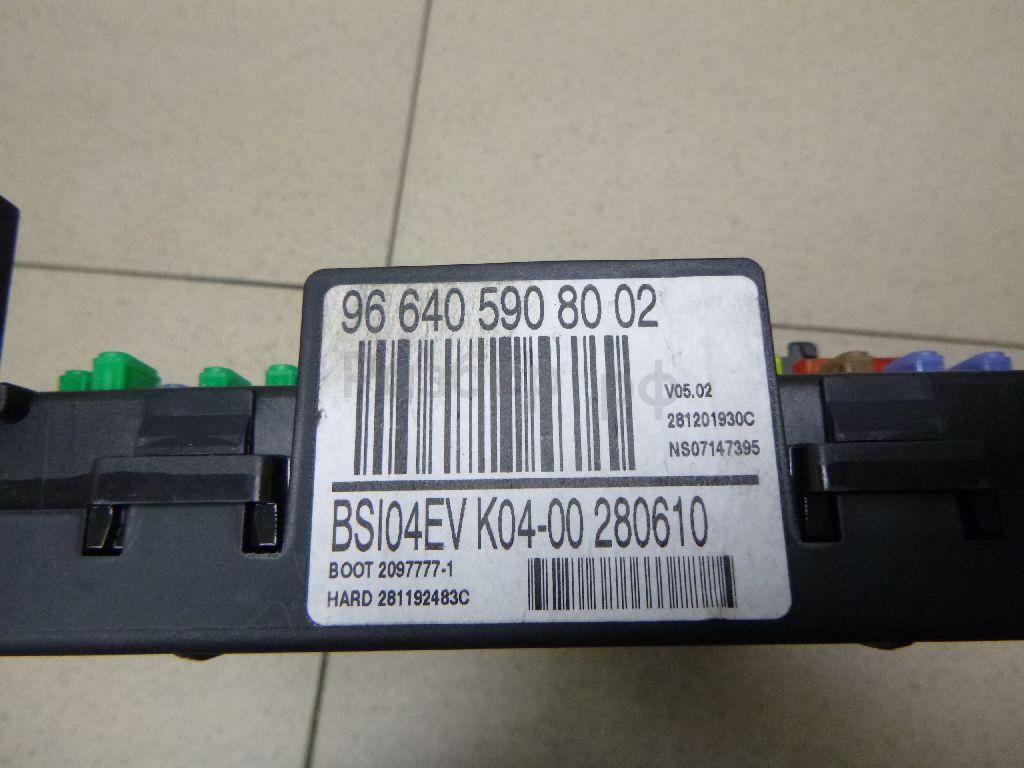 96 640 590 80 02
V05.02
281201930C
NS07147395
BSI04EV K04-00 280610
BOOT 2097777-1
HARD 281192483C